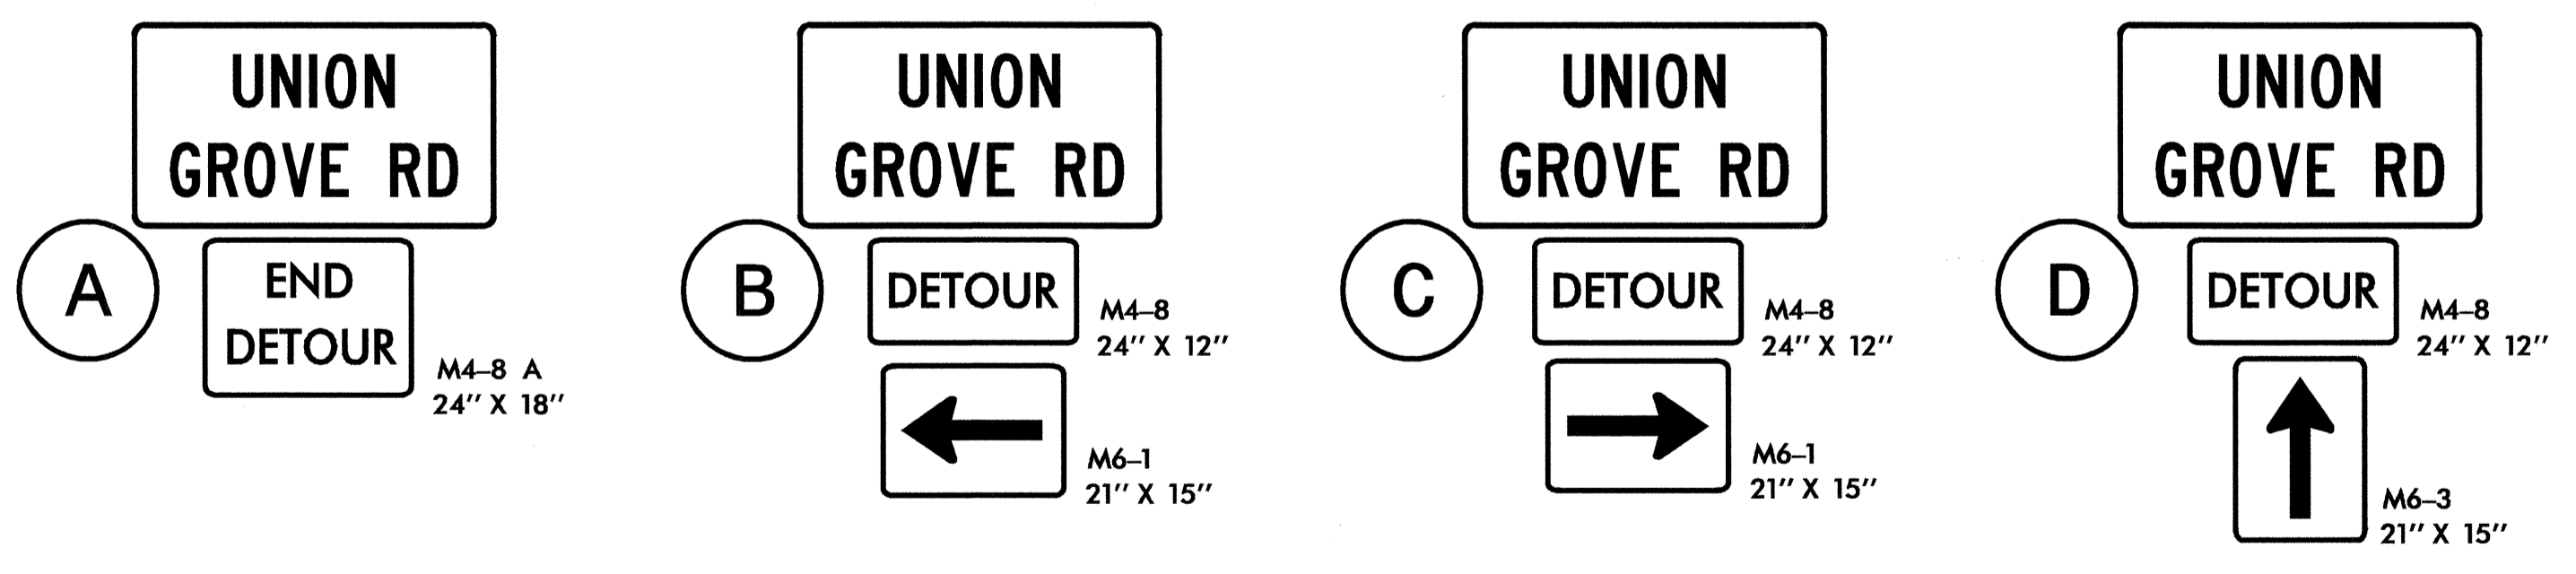 UNION
GROVE RD
A
END
DETOUR
M4-8 A
24" X 18"
UNION
GROVE RD
B
DETOUR
M4-8
24" X 12"
M6-1
21" X 15"
UNION
GROVE RD
C
DETOUR
M4-8
24" X 12"
M6-1
21" X 15"
UNION
GROVE RD
D
DETOUR
M4-8
24" X 12"
M6-3
21" X 15"